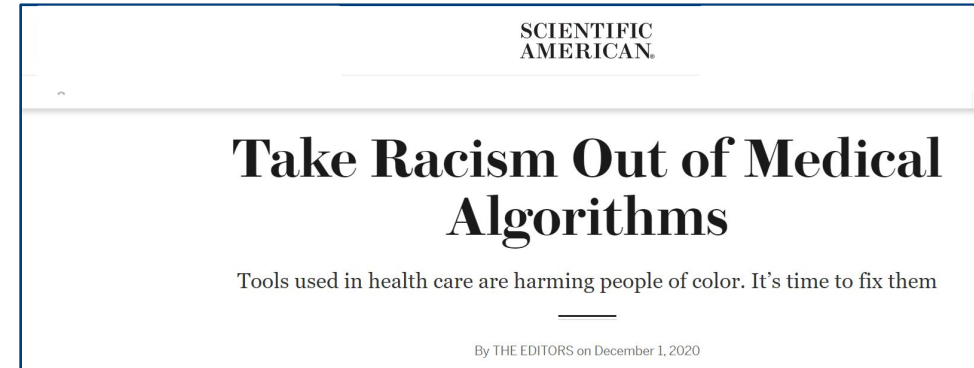 SCIENTIFIC
AMERICAN®
Take Racism Out of Medical
Algorithms
Tools used in health care are harming people of color. It’s time to fix them
By THE EDITORS on December 1, 2020